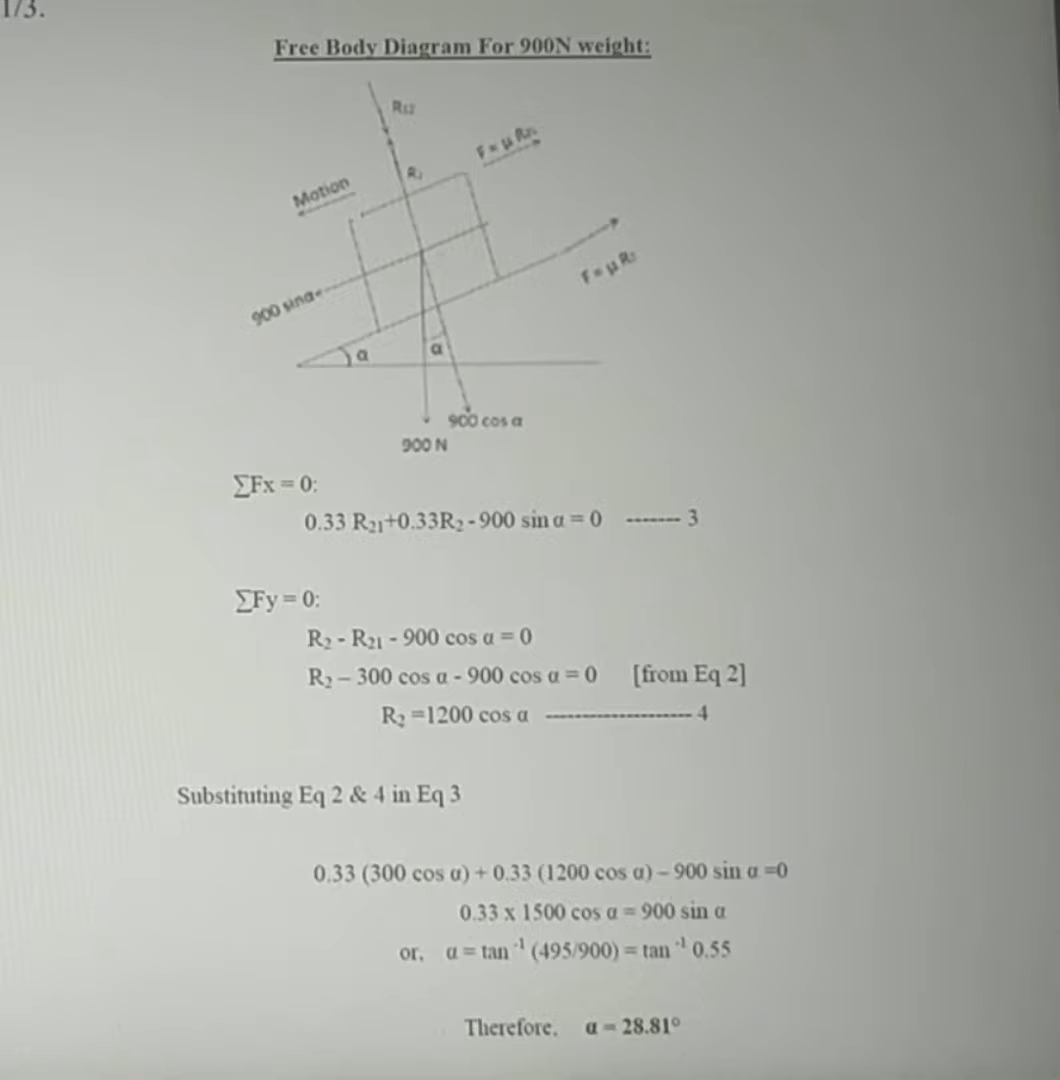 1/3.
Free Body Diagram For 900N weight:
R₁₂
F = μ R₂₁
R₂
Motion
F = μ R₂
900 sinα
α
α
900 cos α
900 N
∑Fx = 0:
0.33 R₂₁+0.33R₂ - 900 sin α = 0 ------- 3
∑Fy = 0:
R₂ - R₂₁ - 900 cos α = 0
R₂ – 300 cos α - 900 cos α = 0 [from Eq 2]
R₂ =1200 cos α -------------------- 4
Substituting Eq 2 & 4 in Eq 3
0.33 (300 cos α) + 0.33 (1200 cos α) – 900 sin α =0
0.33 x 1500 cos α = 900 sin α
or, α = tan ⁻¹ (495/900) = tan ⁻¹ 0.55
Therefore, α = 28.81°